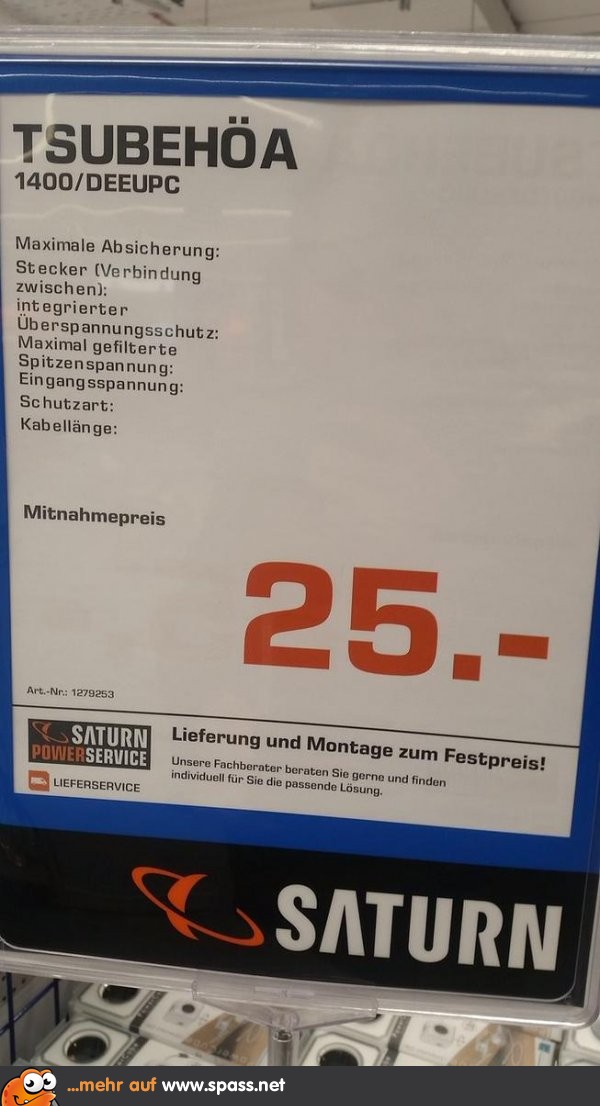 TSUBEHÖA
1400/DEEUPC
Maximale Absicherung:
Stecker (Verbindung
zwischen):
integrierter
Überspannungsschutz:
Maximal gefilterte
Spitzenspannung:
Eingangsspannung:
Schutzart:
Kabellänge:
Mitnahmepreis
25.-
Art.-Nr.: 1279253
SATURN
POWERSERVICE
LIEFERSERVICE
Lieferung und Montage zum Festpreis!
Unsere Fachberater beraten Sie gerne und finden
individuell für Sie die passende Lösung.
SATURN
...mehr auf www.spass.net